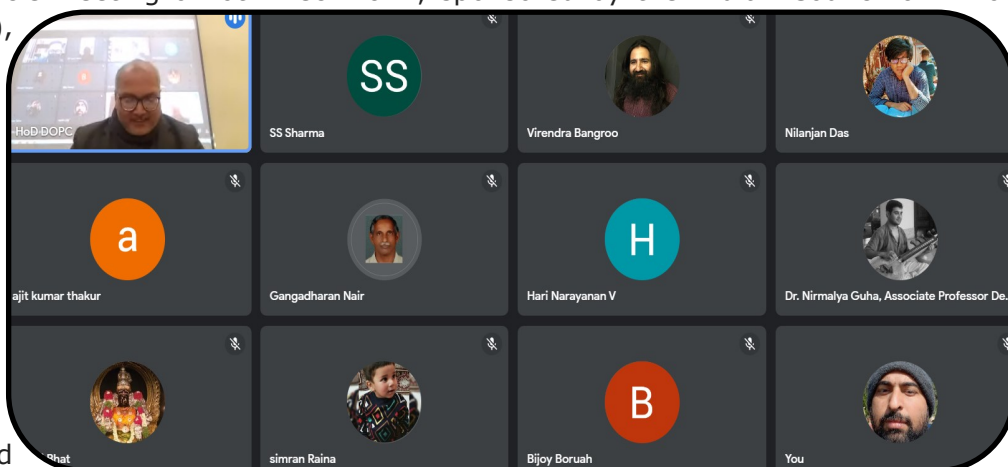 ),
HoD DOPC
SS
SS Sharma
Virendra Bangroo
Nilanjan Das
a
ajit kumar thakur
Gangadharan Nair
H
Hari Narayanan V
Dr. Nirmalya Guha, Associate Professor De...
Bhat
simran Raina
B
Bijoy Boruah
You
d